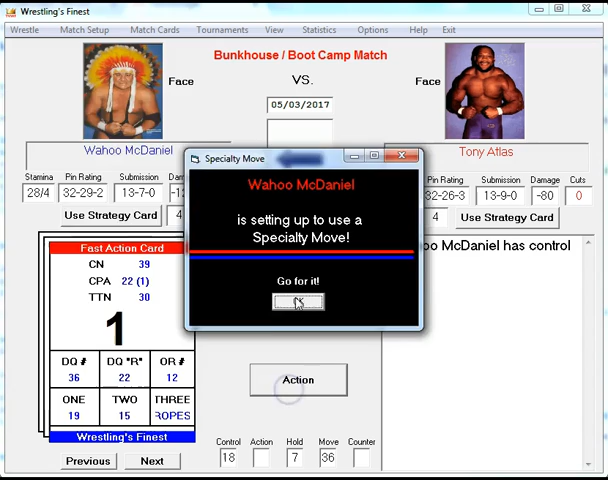 Wrestling's Finest
Wrestle Match Setup Match Cards Tournaments View Statistics Options Help Exit
Bunkhouse / Boot Camp Match
Face VS. Face
05/03/2017
Wahoo McDaniel
Tony Atlas
Stamina Pin Rating Submission Damage
28/4 32-29-2 13-7-0
Pin Rating Submission Damage Cuts
32-26-3 13-9-0 -80 0
Use Strategy Card 4
4 Use Strategy Card
Specialty Move
Wahoo McDaniel
is setting up to use a
Specialty Move!
Go for it!
Fast Action Card
CN 39
CPA 22 (1)
TTN 30
1
DQ # DQ "R" OR #
36 22 12
ONE TWO THREE
19 15 ROPES
Wrestling's Finest
Previous Next
Action
Control Action Hold Move Counter
18 7 36
McDaniel has control